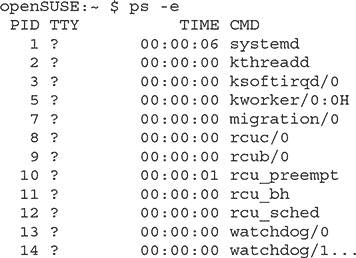 openSUSE:~ $ ps -e
PID TTY TIME CMD
1 ? 00:00:06 systemd
2 ? 00:00:00 kthreadd
3 ? 00:00:00 ksoftirqd/0
5 ? 00:00:00 kworker/0:0H
7 ? 00:00:00 migration/0
8 ? 00:00:00 rcuc/0
9 ? 00:00:00 rcub/0
10 ? 00:00:01 rcu_preempt
11 ? 00:00:00 rcu_bh
12 ? 00:00:00 rcu_sched
13 ? 00:00:00 watchdog/0
14 ? 00:00:00 watchdog/1...